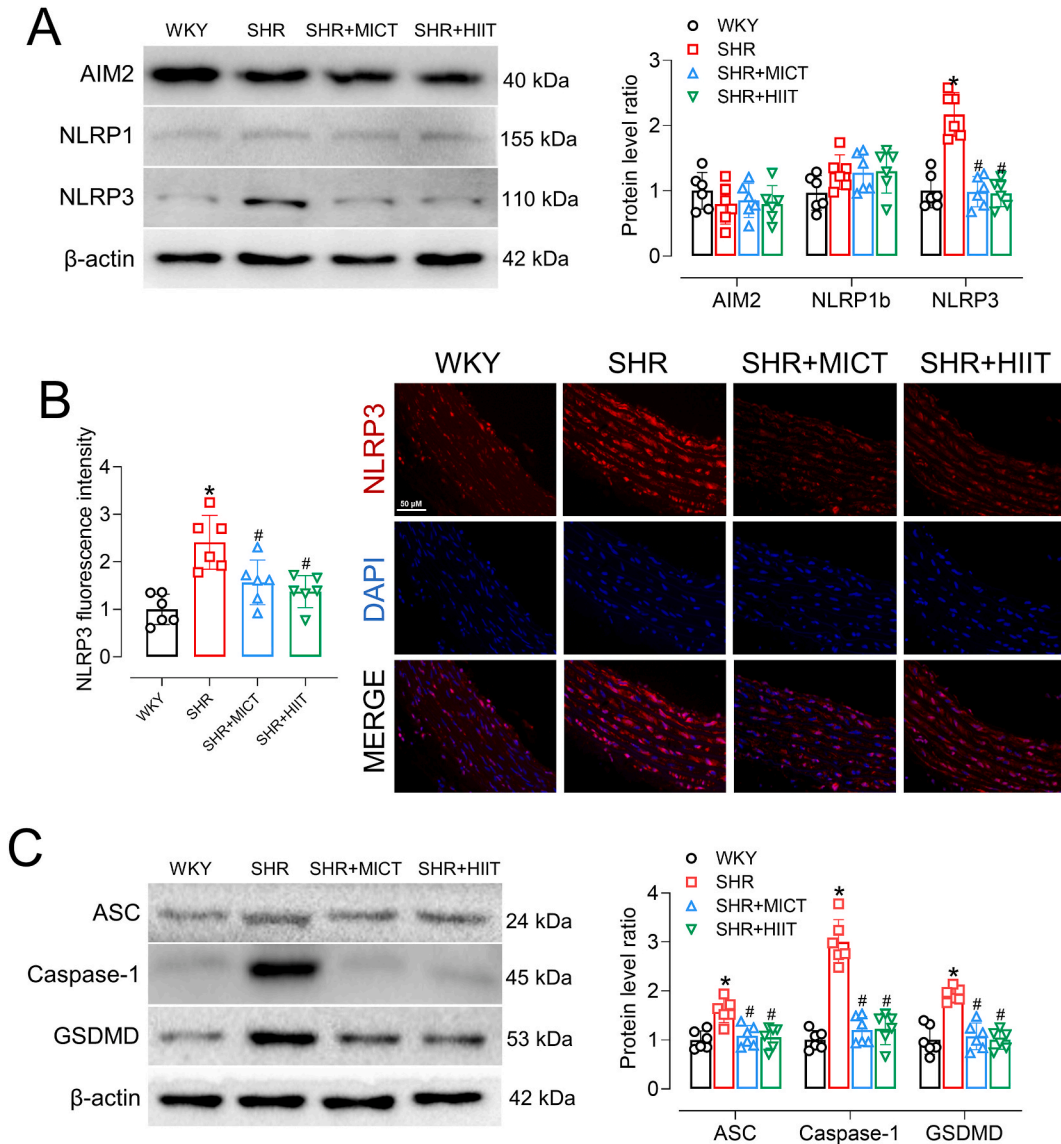 A
WKY SHR SHR+MICT SHR+HIIT
AIM2 40 kDa
NLRP1 155 kDa
NLRP3 110 kDa
β-actin 42 kDa
WKY
SHR
SHR+MICT
SHR+HIIT
Protein level ratio
3
2
1
0
*
# #
AIM2 NLRP1b NLRP3
B
NLRP3 fluorescence intensity
4
3
2
1
0
*
#
#
WKY SHR SHR+MICT SHR+HIIT
WKY SHR SHR+MICT SHR+HIIT
NLRP3
50 μM
DAPI
MERGE
C
WKY SHR SHR+MICT SHR+HIIT
ASC 24 kDa
Caspase-1 45 kDa
GSDMD 53 kDa
β-actin 42 kDa
WKY
SHR
SHR+MICT
SHR+HIIT
Protein level ratio
4
3
2
1
0
*
# #
*
# #
*
# #
ASC Caspase-1 GSDMD